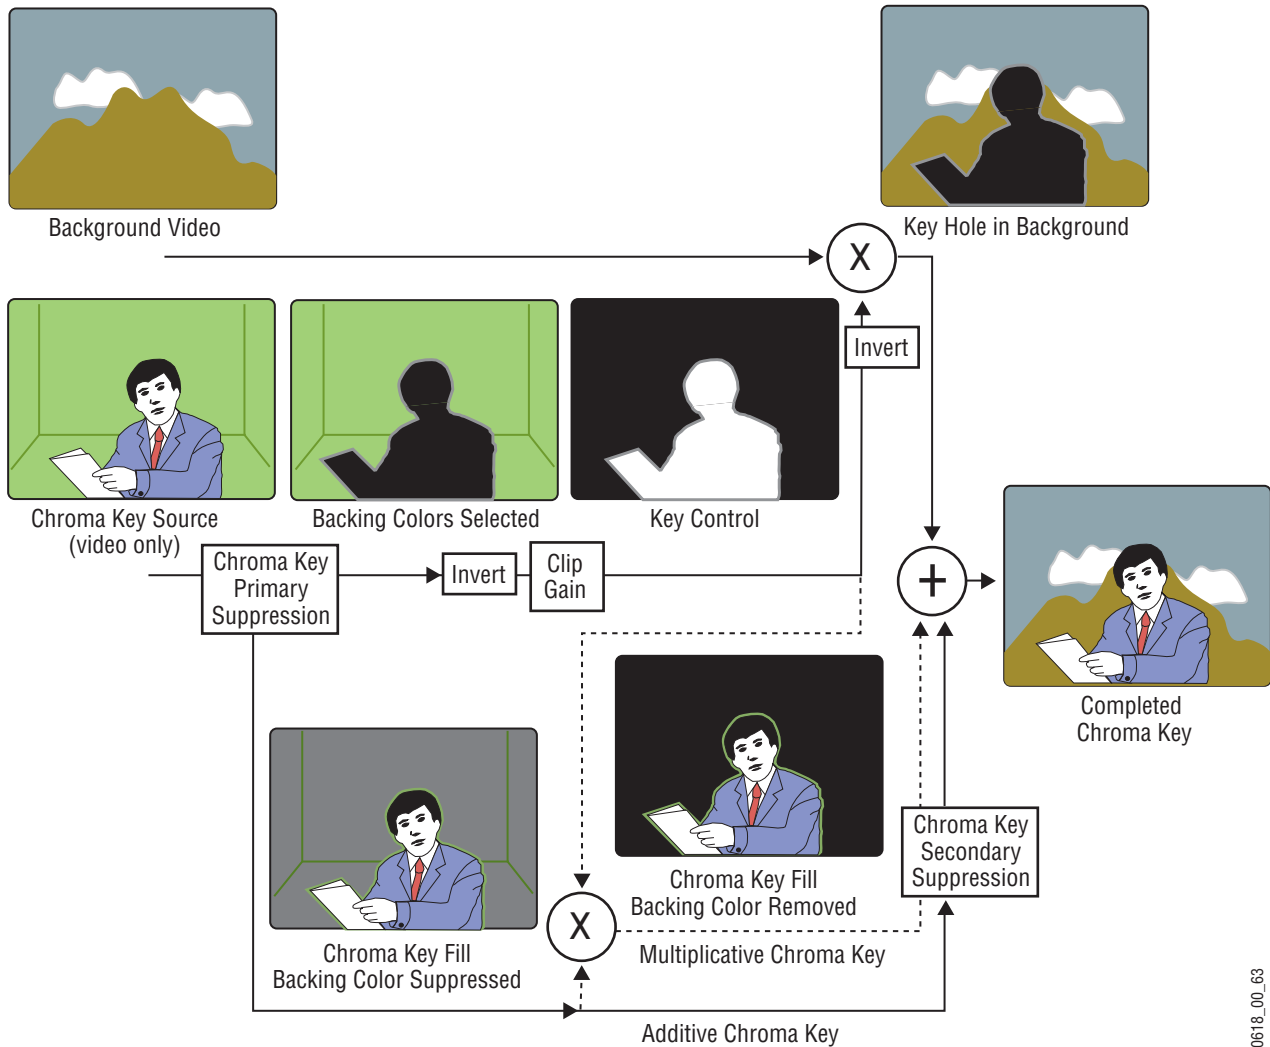 Background Video
Key Hole in Background
X
Invert
Chroma Key Source
(video only)
Backing Colors Selected
Key Control
Chroma Key
Primary
Suppression
Invert
Clip
Gain
+
Completed
Chroma Key
Chroma Key Fill
Backing Color Suppressed
X
Chroma Key Fill
Backing Color Removed
Chroma Key
Secondary
Suppression
Multiplicative Chroma Key
Additive Chroma Key
0618_00_63